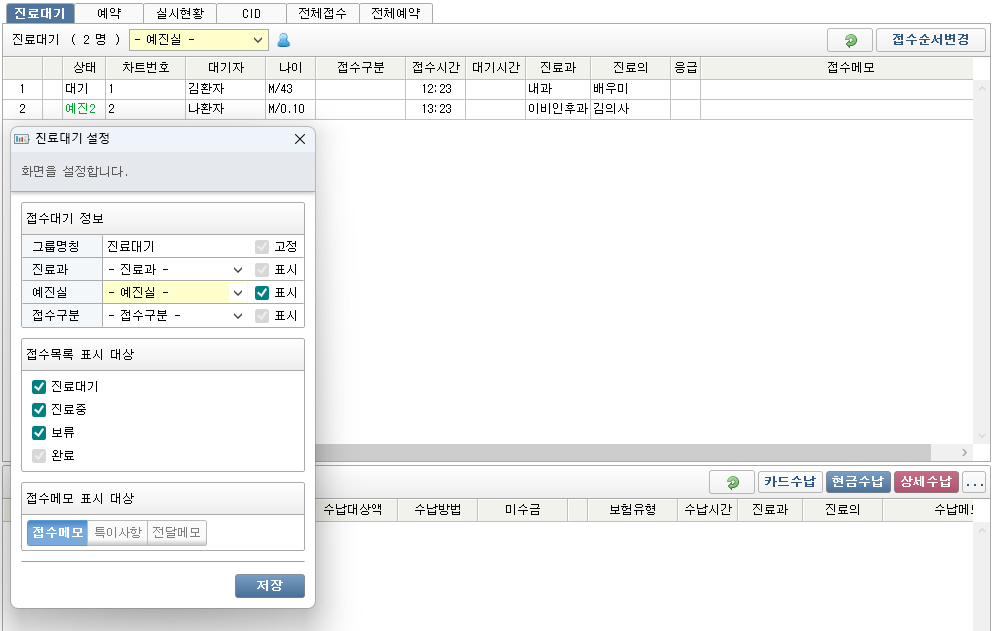 진료대기 예약 실시현황 CID 전체접수 전체예약
진료대기 ( 2 명 ) - 예진실 - 접수순서변경
상태 차트번호 대기자 나이 접수구분 접수시간 대기시간 진료과 진료의 응급 접수메모
1 대기 1 김환자 M/43 12:23 내과 배우미
2 예진2 2 나환자 M/0.10 13:23 이비인후과 김의사
진료대기 설정
화면을 설정합니다.
접수대기 정보
그룹명칭 진료대기 고정
진료과 - 진료과 - 표시
예진실 - 예진실 - 표시
접수구분 - 접수구분 - 표시
접수목록 표시 대상
진료대기
진료중
보류
완료
접수메모 표시 대상
접수메모 특이사항 전달메모
저장
카드수납 현금수납 상세수납 ...
수납대상액 수납방법 미수금 보험유형 수납시간 진료과 진료의 수납메